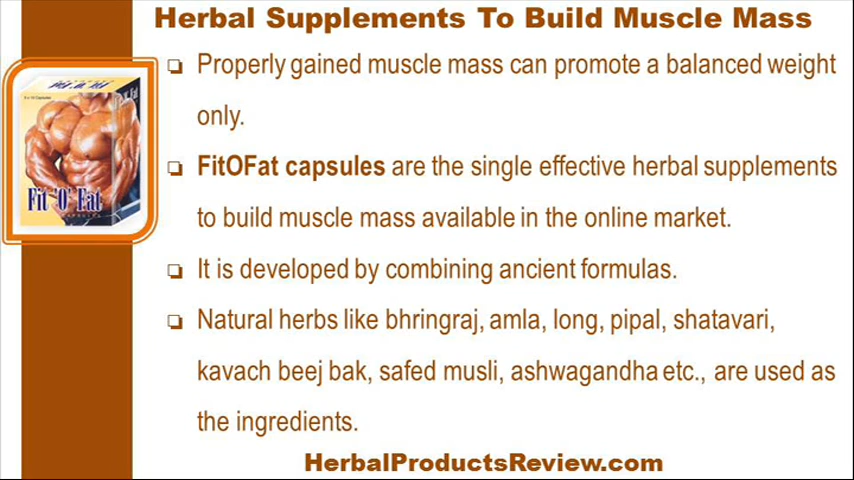 Herbal Supplements To Build Muscle Mass
Properly gained muscle mass can promote a balanced weight
only.
FitOFat capsules are the single effective herbal supplements
to build muscle mass available in the online market.
It is developed by combining ancient formulas.
Natural herbs like bhringraj, amla, long, pipal, shatavari,
kavach beej bak, safed musli, ashwagandha etc., are used as
the ingredients.
Fit 'O' Fat
CAPSULES
HerbalProductsReview.com